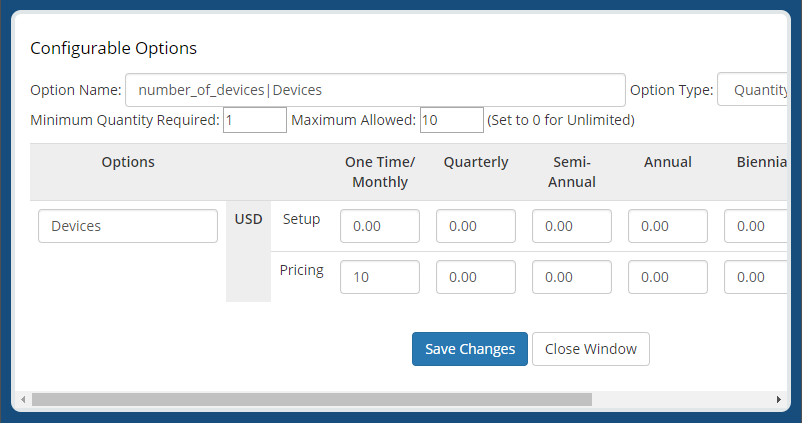 Configurable Options
Option Name: number_of_devices|Devices Option Type: Quantity
Minimum Quantity Required: 1 Maximum Allowed: 10 (Set to 0 for Unlimited)
Options One Time/ Quarterly Semi- Annual Biennia
Monthly Annual
Devices USD Setup 0.00 0.00 0.00 0.00 0.00
Pricing 10 0.00 0.00 0.00 0.00
Save Changes Close Window